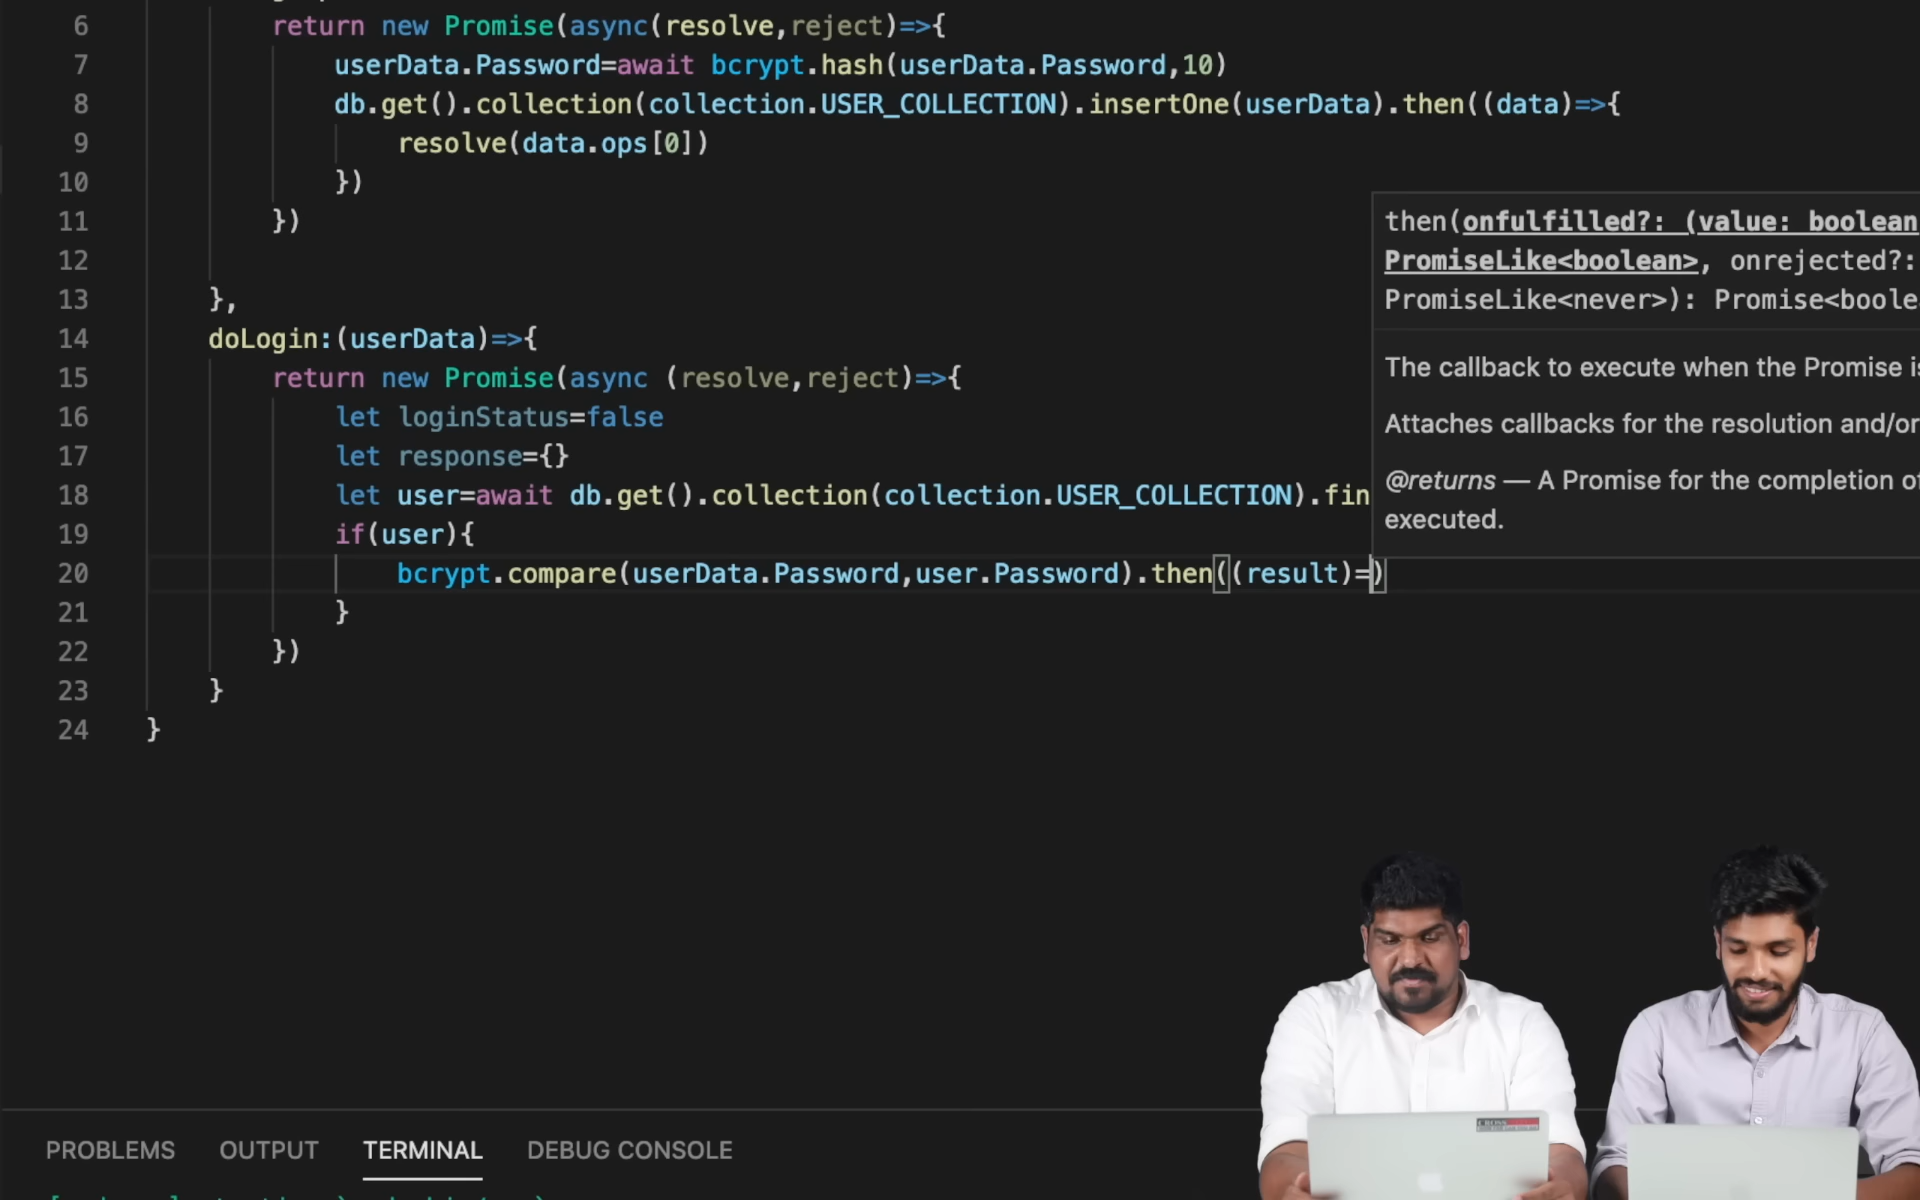 6 return new Promise(async(resolve,reject)=>{
7 userData.Password=await bcrypt.hash(userData.Password,10)
8 db.get().collection(collection.USER_COLLECTION).insertOne(userData).then((data)=>{
9 resolve(data.ops[0])
10 })
11 })
12
13 },
14 doLogin:(userData)=>{
15 return new Promise(async (resolve,reject)=>{
16 let loginStatus=false
17 let response={}
18 let user=await db.get().collection(collection.USER_COLLECTION).fin
19 if(user){
20 bcrypt.compare(userData.Password,user.Password).then((result)=)
21 }
22 })
23 }
24 }
then(onfulfilled?: (value: boolean
PromiseLike<boolean>, onrejected?:
PromiseLike<never>): Promise<boole
The callback to execute when the Promise is
Attaches callbacks for the resolution and/or
@returns — A Promise for the completion of
executed.
PROBLEMS OUTPUT TERMINAL DEBUG CONSOLE